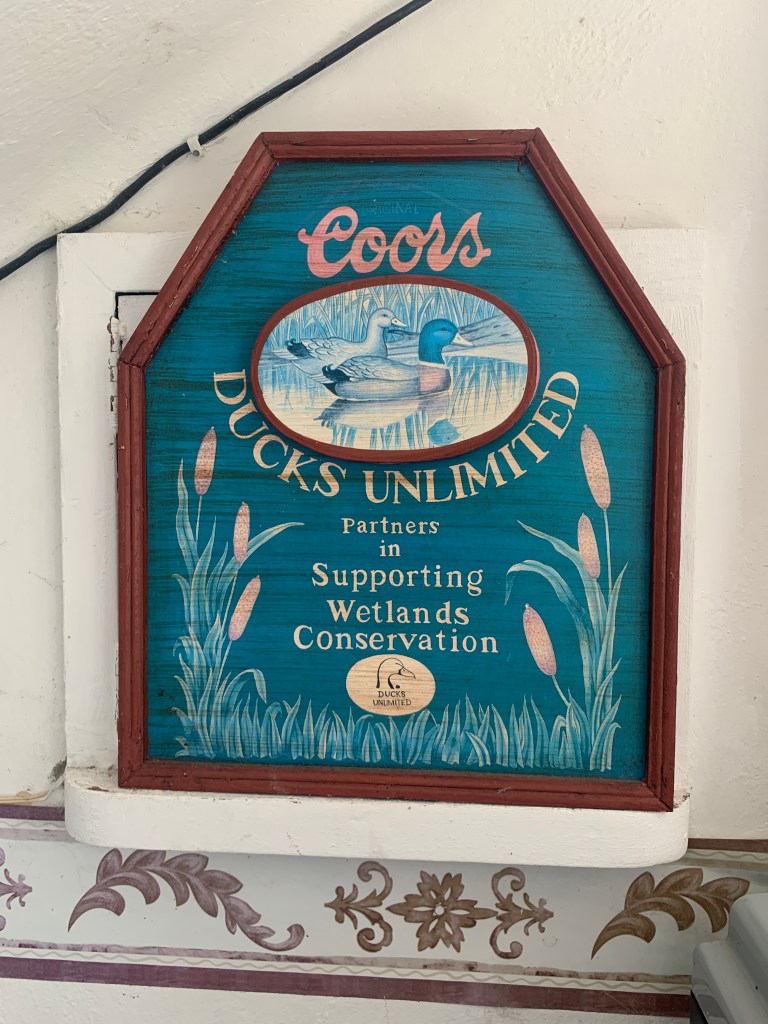 ORIGINAL
Coors
DUCKS UNLIMITED
Partners
in
Supporting
Wetlands
Conservation
DUCKS
UNLIMITED